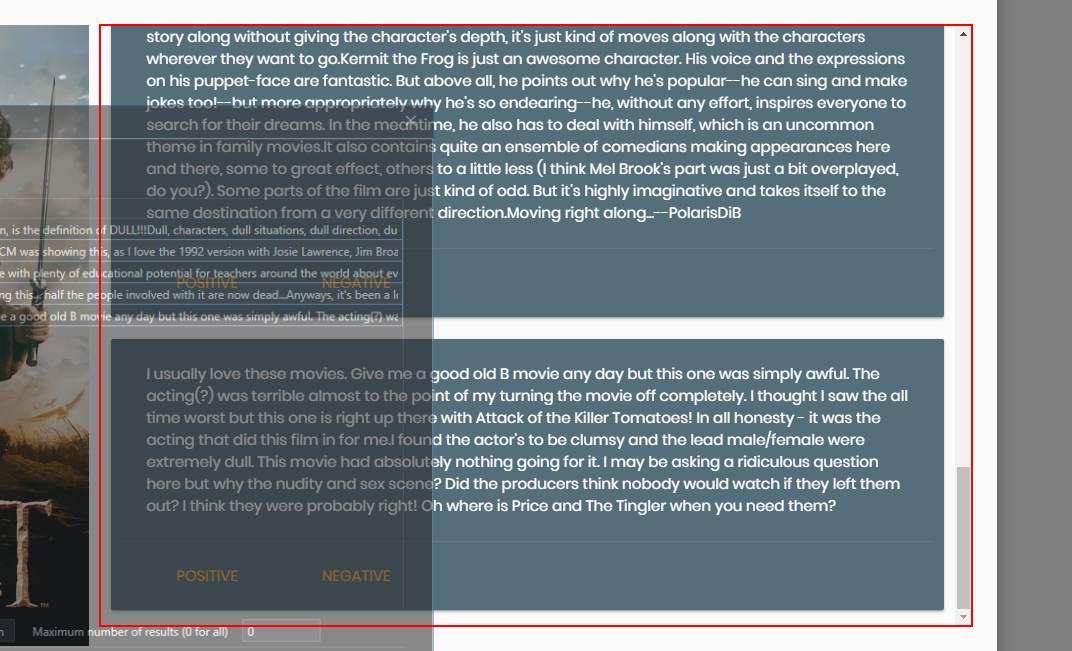 story along without giving the character's depth, it's just kind of moves along with the characters
wherever they want to go.Kermit the Frog is just an awesome character. His voice and the expressions
on his puppet-face are fantastic. But above all, he points out why he's popular--he can sing and make
jokes too!--but more appropriately why he's so endearing--he, without any effort, inspires everyone to
search for their dreams. In the meantime, he also has to deal with himself, which is an uncommon
theme in family movies.It also contains quite an ensemble of comedians making appearances here
and there, some to great effect, others to a little less (I think Mel Brook's part was just a bit overplayed,
do you?). Some parts of the film are just kind of odd. But it's highly imaginative and takes itself to the
same destination from a very different direction.Moving right along...--PolarisDiB
n, is the definition of DULL!!!Dull, characters, dull situations, dull direction, du
CM was showing this, as I love the 1992 version with Josie Lawrence, Jim Broa
e with plenty of educational potential for teachers around the world about ev
POSITIVE NEGATIVE
ng this.. half the people involved with it are now dead...Anyways, it's been a l
e a good old B movie any day but this one was simply awful. The acting(?) wa
I usually love these movies. Give me a good old B movie any day but this one was simply awful. The
acting(?) was terrible almost to the point of my turning the movie off completely. I thought I saw the all
time worst but this one is right up there with Attack of the Killer Tomatoes! In all honesty - it was the
acting that did this film in for me.I found the actor's to be clumsy and the lead male/female were
extremely dull. This movie had absolutely nothing going for it. I may be asking a ridiculous question
here but why the nudity and sex scene? Did the producers think nobody would watch if they left them
out? I think they were probably right! Oh where is Price and The Tingler when you need them?
POSITIVE NEGATIVE
T
TM
n Maximum number of results (0 for all) 0